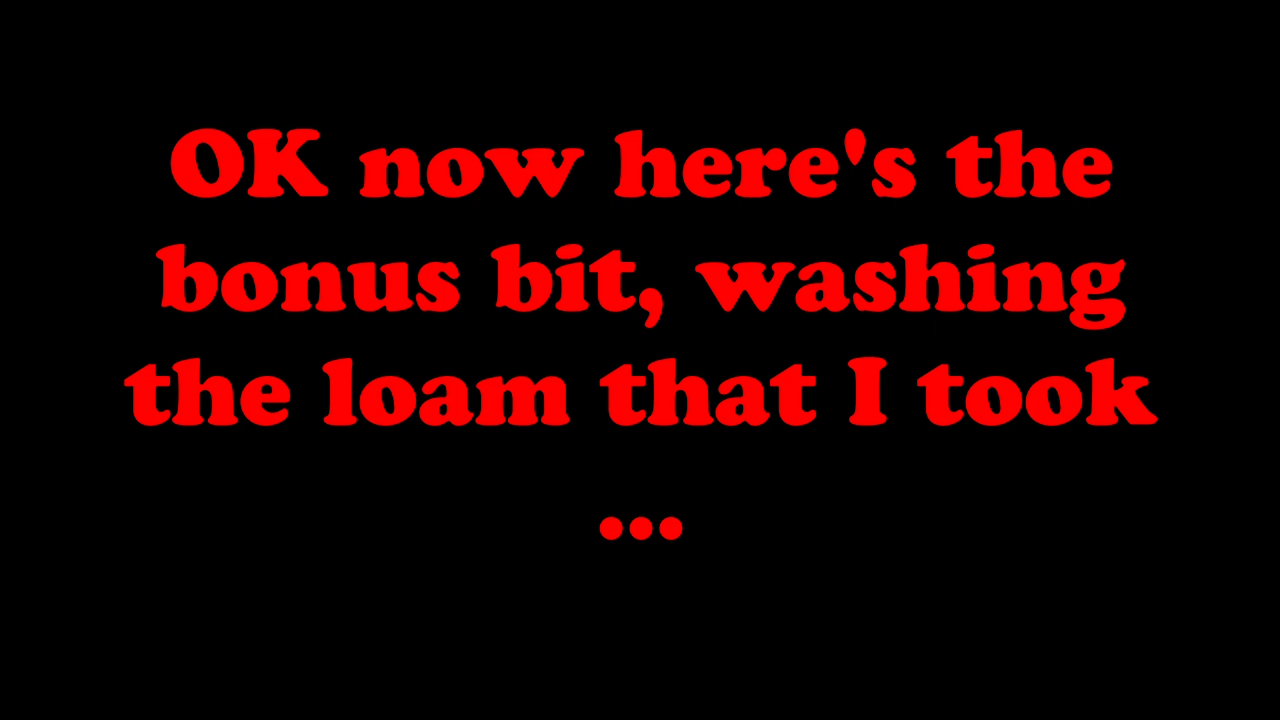 OK now here's the
bonus bit, washing
the loam that I took
...